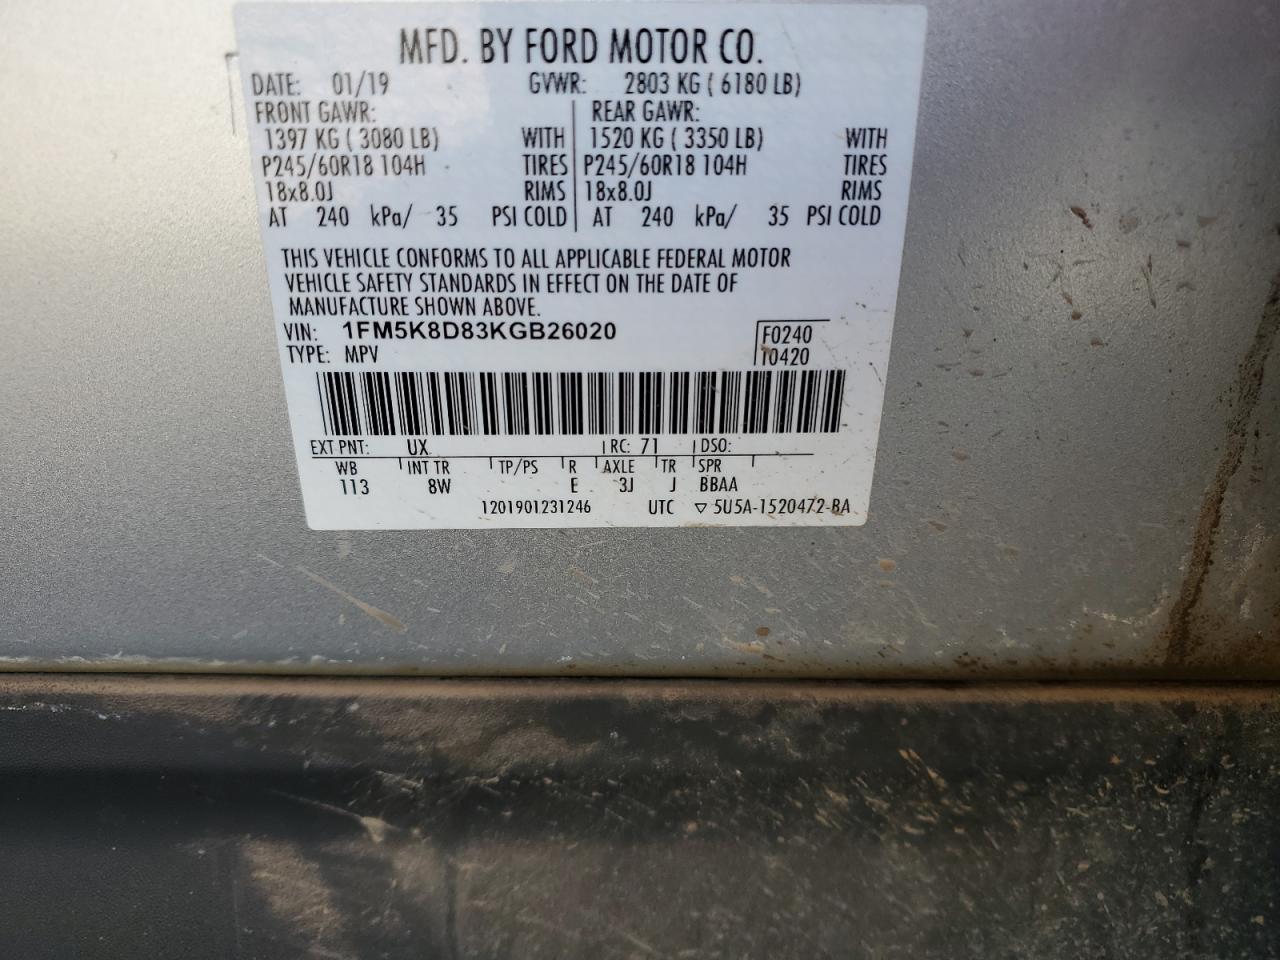 MFD. BY FORD MOTOR CO.
DATE: 01/19 GVWR: 2803 KG ( 6180 LB)
FRONT GAWR: REAR GAWR:
1397 KG ( 3080 LB) WITH 1520 KG ( 3350 LB) WITH
P245/60R18 104H TIRES P245/60R18 104H TIRES
18x8.0J RIMS 18x8.0J RIMS
AT 240 kPa/ 35 PSI COLD AT 240 kPa/ 35 PSI COLD
THIS VEHICLE CONFORMS TO ALL APPLICABLE FEDERAL MOTOR
VEHICLE SAFETY STANDARDS IN EFFECT ON THE DATE OF
MANUFACTURE SHOWN ABOVE.
VIN: 1FM5K8D83KGB26020 F0240
TYPE: MPV T0420
EXT PNT: UX RC: 71 DSO:
WB INT TR TP/PS R AXLE TR SPR
113 8W E 3J J BBAA
1201901231246 UTC ▽ 5U5A-1520472-BA